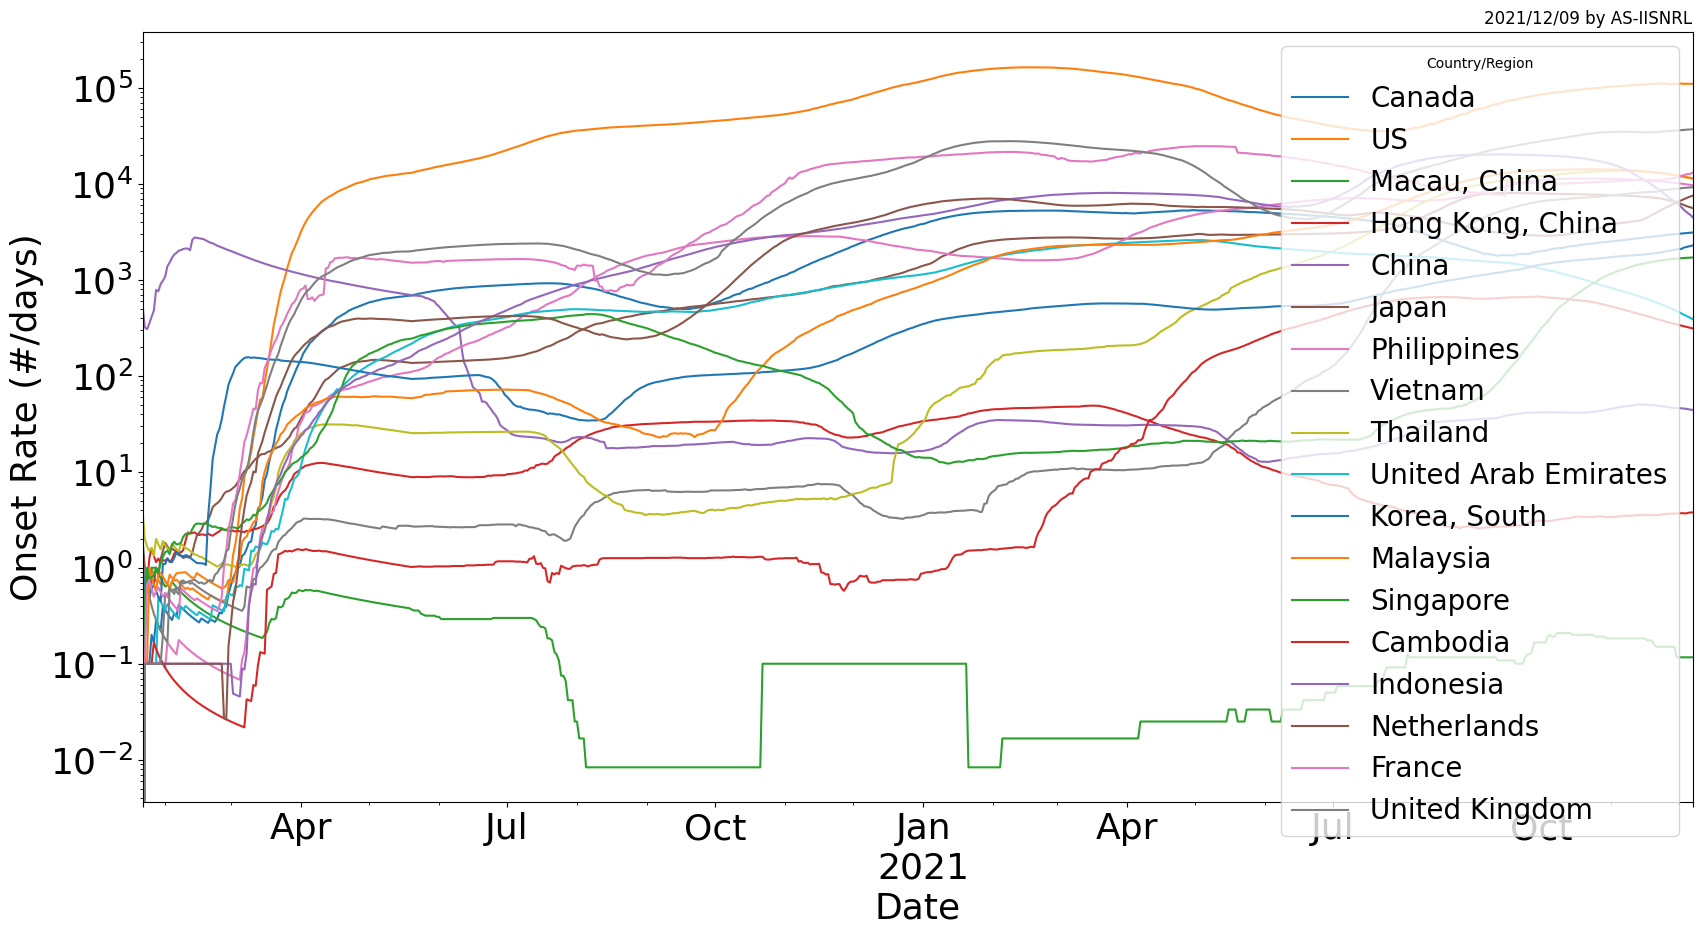 2021/12/09 by AS-IISNRL
Onset Rate (#/days)
10^5
10^4
10^3
10^2
10^1
10^0
10^-1
10^-2
Country/Region
Canada
US
Macau, China
Hong Kong, China
China
Japan
Philippines
Vietnam
Thailand
United Arab Emirates
Korea, South
Malaysia
Singapore
Cambodia
Indonesia
Netherlands
France
United Kingdom
Apr Jul Oct Jan Apr Jul Oct
2021
Date